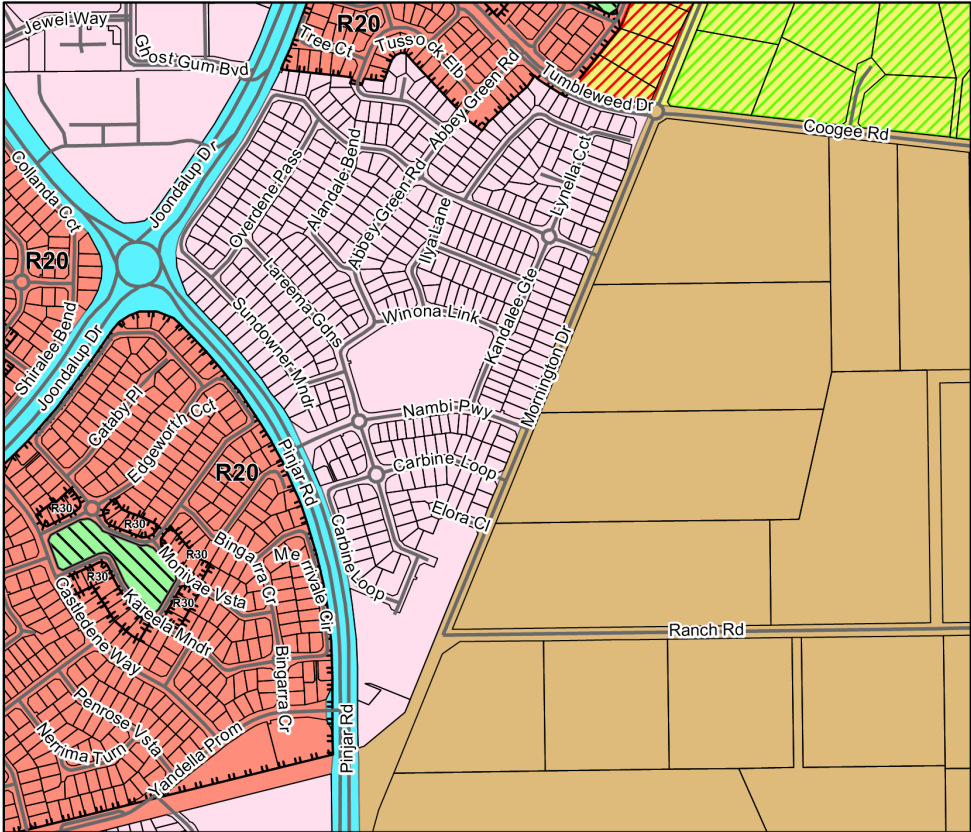 Jewel Way
Ghost Gum Bvd
R20
Tree Ct
Tussock Elb
Abbey Green Rd
Tumbleweed Dr
Coogee Rd
Collanda Cct
Joondalup Dr
Overdene Pass
Alandale Bend
Abbey Green Rd
Lynella Cct
Ilya Lane
R20
Lareema Gdns
Sundowner Mndr
Winona Link
Kandalee Gte
Mornington Dr
Shiralee Bend
Joondalup Dr
Cataby Pl
Edgeworth Cct
Nambi Pwy
R20
Pinjar Rd
Carbine Loop
Elora Cl
R30
R30
R30
R30
R30
Bingarra Cr
Merrivale Cir
Carbine Loop
Monivae Vsta
Kareela Mndr
Castledene Way
Bingarra Cr
Ranch Rd
Penrose Vsta
Nerrima Turn
Yandella Prom
Pinjar Rd